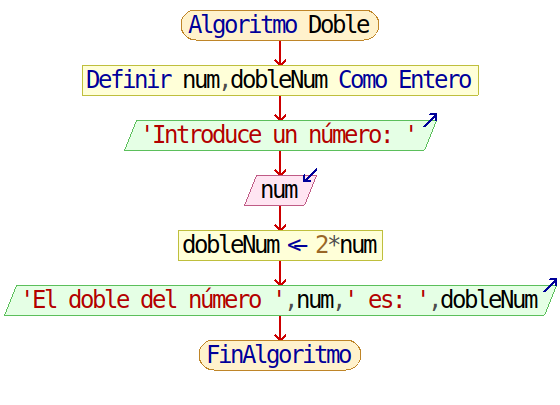 Algoritmo Doble
Definir num,dobleNum Como Entero
'Introduce un número: '
num
dobleNum <- 2*num
'El doble del número ',num,' es: ',dobleNum
FinAlgoritmo